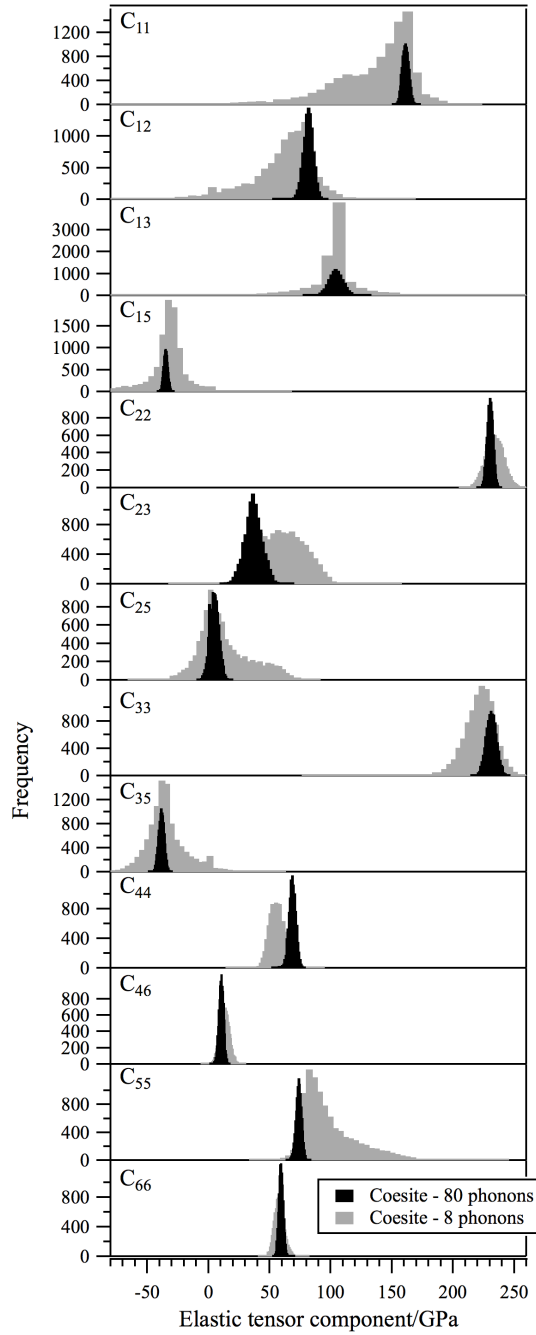 C11
1200
800
400
0
C12
1000
500
0
C13
3000
2000
1000
0
C15
1500
1000
500
0
C22
800
600
400
200
0
C23
800
400
0
C25
800
600
400
200
0
C33
800
400
0
C35
1200
800
400
0
C44
800
400
0
C46
800
600
400
200
0
C55
800
400
0
C66
800
400
0
Frequency
Coesite - 80 phonons
Coesite - 8 phonons
-50 0 50 100 150 200 250
Elastic tensor component/GPa